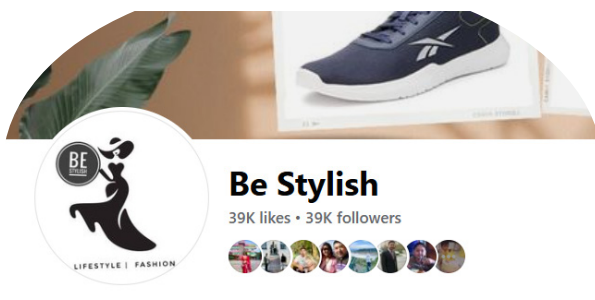 BE
STYLISH
LIFESTYLE | FASHION
Be Stylish
39K likes • 39K followers